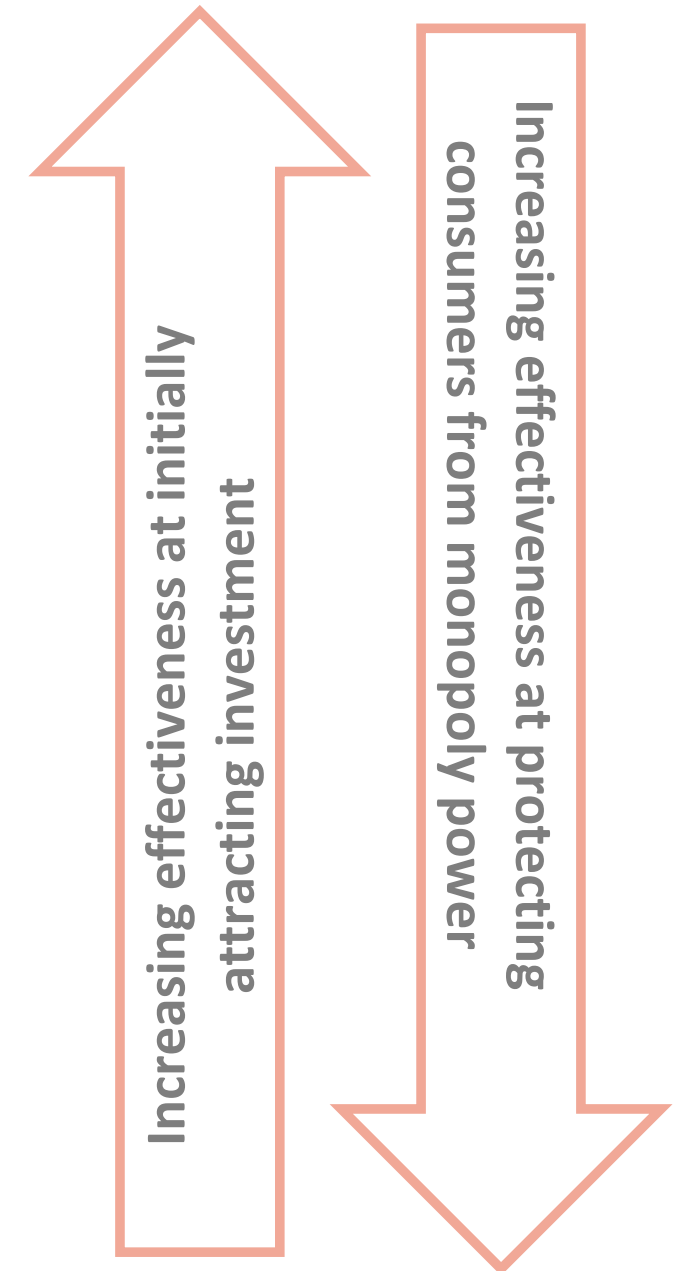 Increasing effectiveness at initially
attracting investment
Increasing effectiveness at protecting
consumers from monopoly power